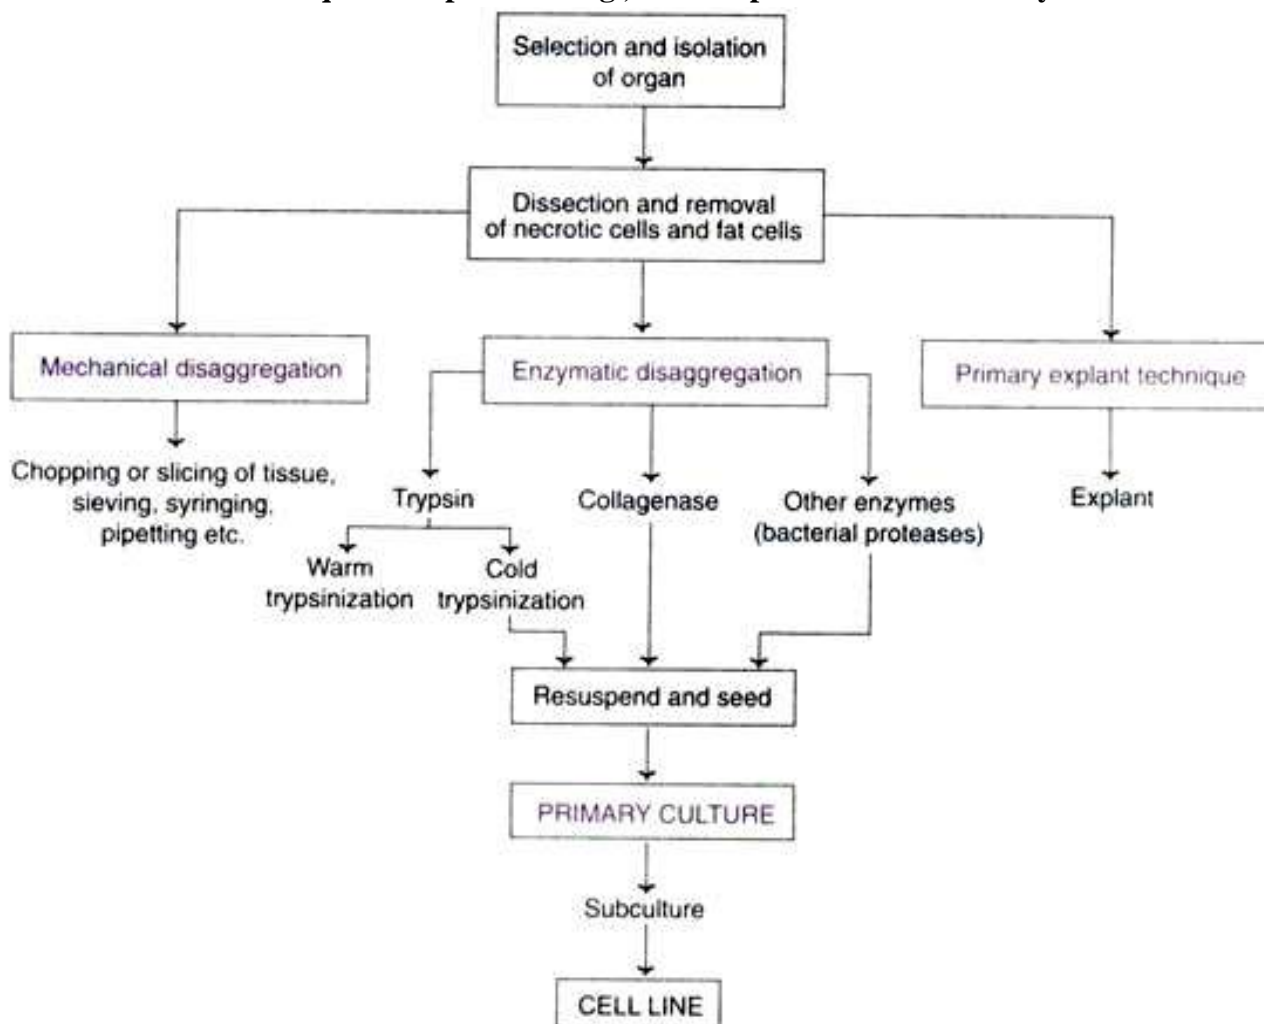 Selection and isolation
of organ
Dissection and removal
of necrotic cells and fat cells
Mechanical disaggregation
Enzymatic disaggregation
Primary explant technique
Chopping or slicing of tissue,
sieving, syringing,
pipetting etc.
Trypsin
Collagenase
Other enzymes
(bacterial proteases)
Explant
Warm
trypsinization
Cold
trypsinization
Resuspend and seed
PRIMARY CULTURE
Subculture
CELL LINE